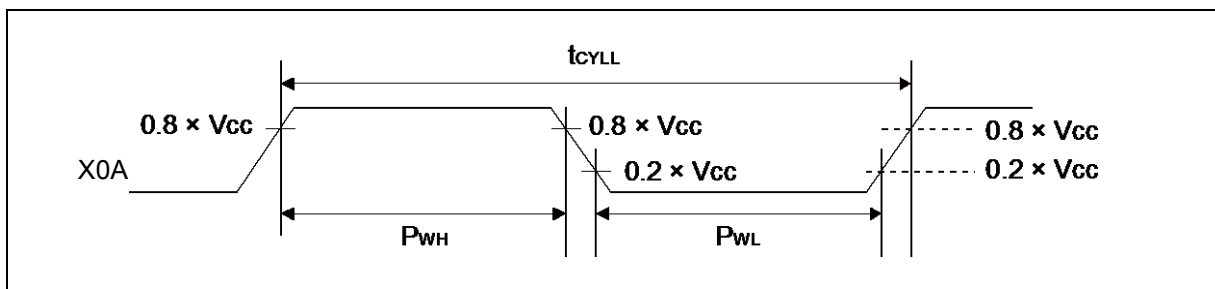 tCYLL
0.8 × Vcc
0.8 × Vcc
0.8 × Vcc
X0A
0.2 × Vcc
0.2 × Vcc
PWH
PWL